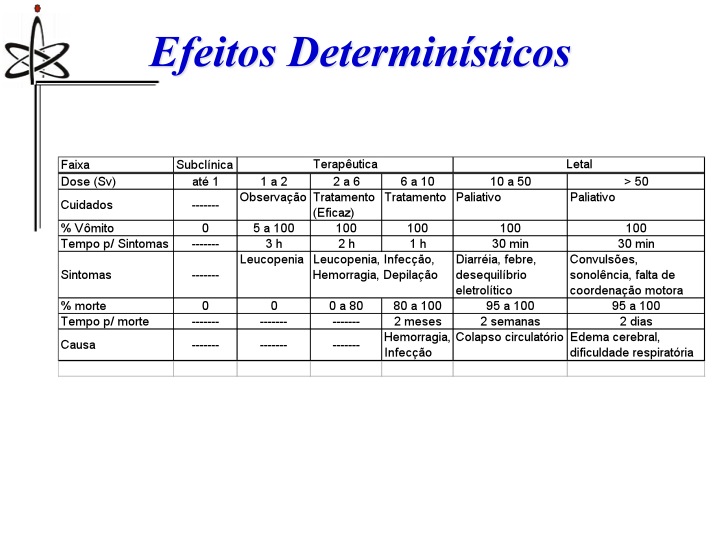 Efeitos Determinísticos
Faixa Subclínica Terapêutica Letal
Dose (Sv) até 1 1 a 2 2 a 6 6 a 10 10 a 50 > 50
Cuidados ------- Observação Tratamento (Eficaz) Tratamento Paliativo Paliativo
% Vômito 0 5 a 100 100 100 100 100
Tempo p/ Sintomas ------- 3 h 2 h 1 h 30 min 30 min
Sintomas ------- Leucopenia Leucopenia, Infecção, Hemorragia, Depilação Diarréia, febre, desequilíbrio eletrolítico Convulsões, sonolência, falta de coordenação motora
% morte 0 0 0 a 80 80 a 100 95 a 100 95 a 100
Tempo p/ morte ------- ------- ------- 2 meses 2 semanas 2 dias
Causa ------- ------- ------- Hemorragia, Infecção Colapso circulatório Edema cerebral, dificuldade respiratória